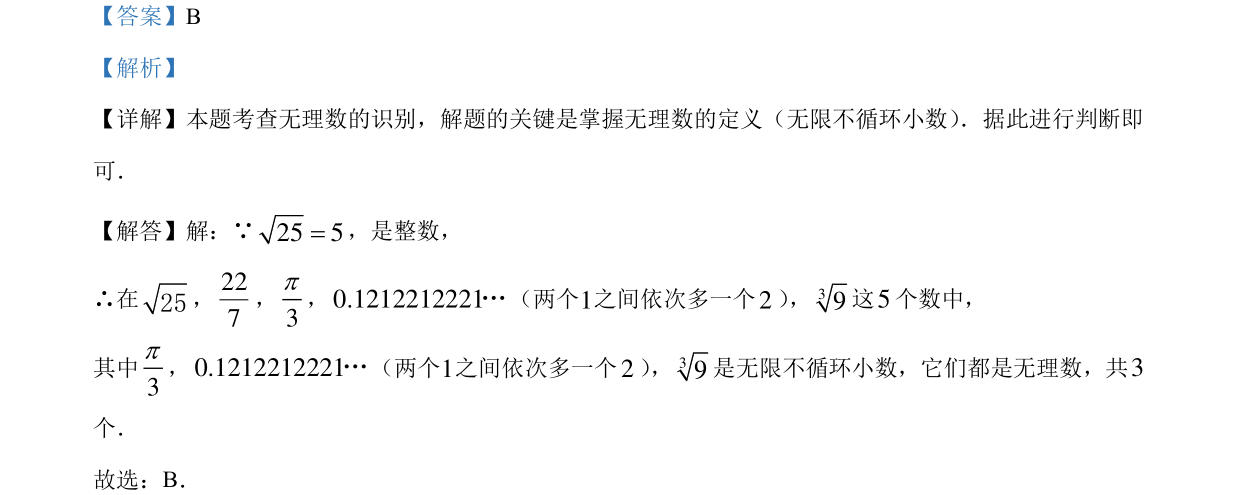 【答案】B
【解析】
【详解】本题考查无理数的识别，解题的关键是掌握无理数的定义（无限不循环小数）．据此进行判断即
可．
【解答】解：∵√25=5，是整数，
∴在√25，22/7，π/3，0.1212212221…（两个1之间依次多一个2），∛9这5个数中，
其中π/3，0.1212212221…（两个1之间依次多一个2），∛9是无限不循环小数，它们都是无理数，共3
个．
故选：B．